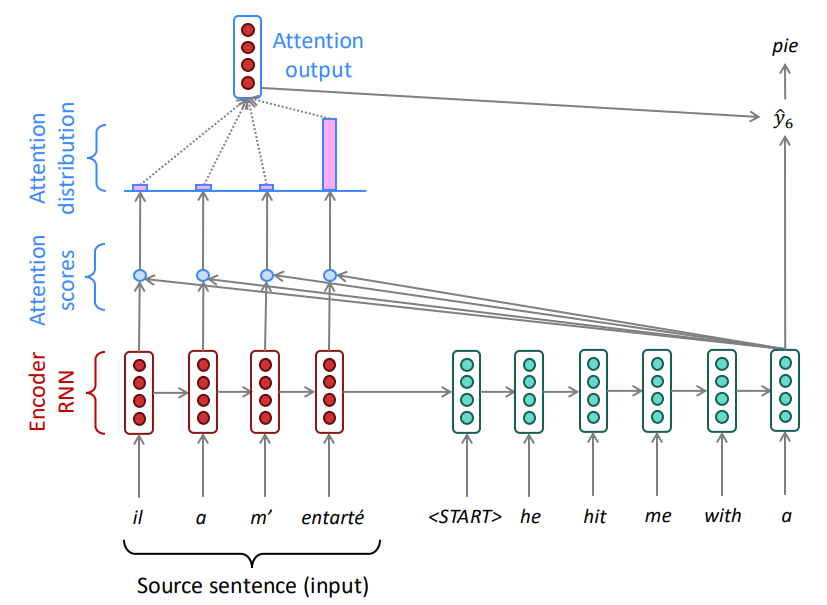 Attention
output
pie
Attention
distribution
ŷ₆
Attention
scores
Encoder
RNN
il a m’ entarté <START> he hit me with a
Source sentence (input)